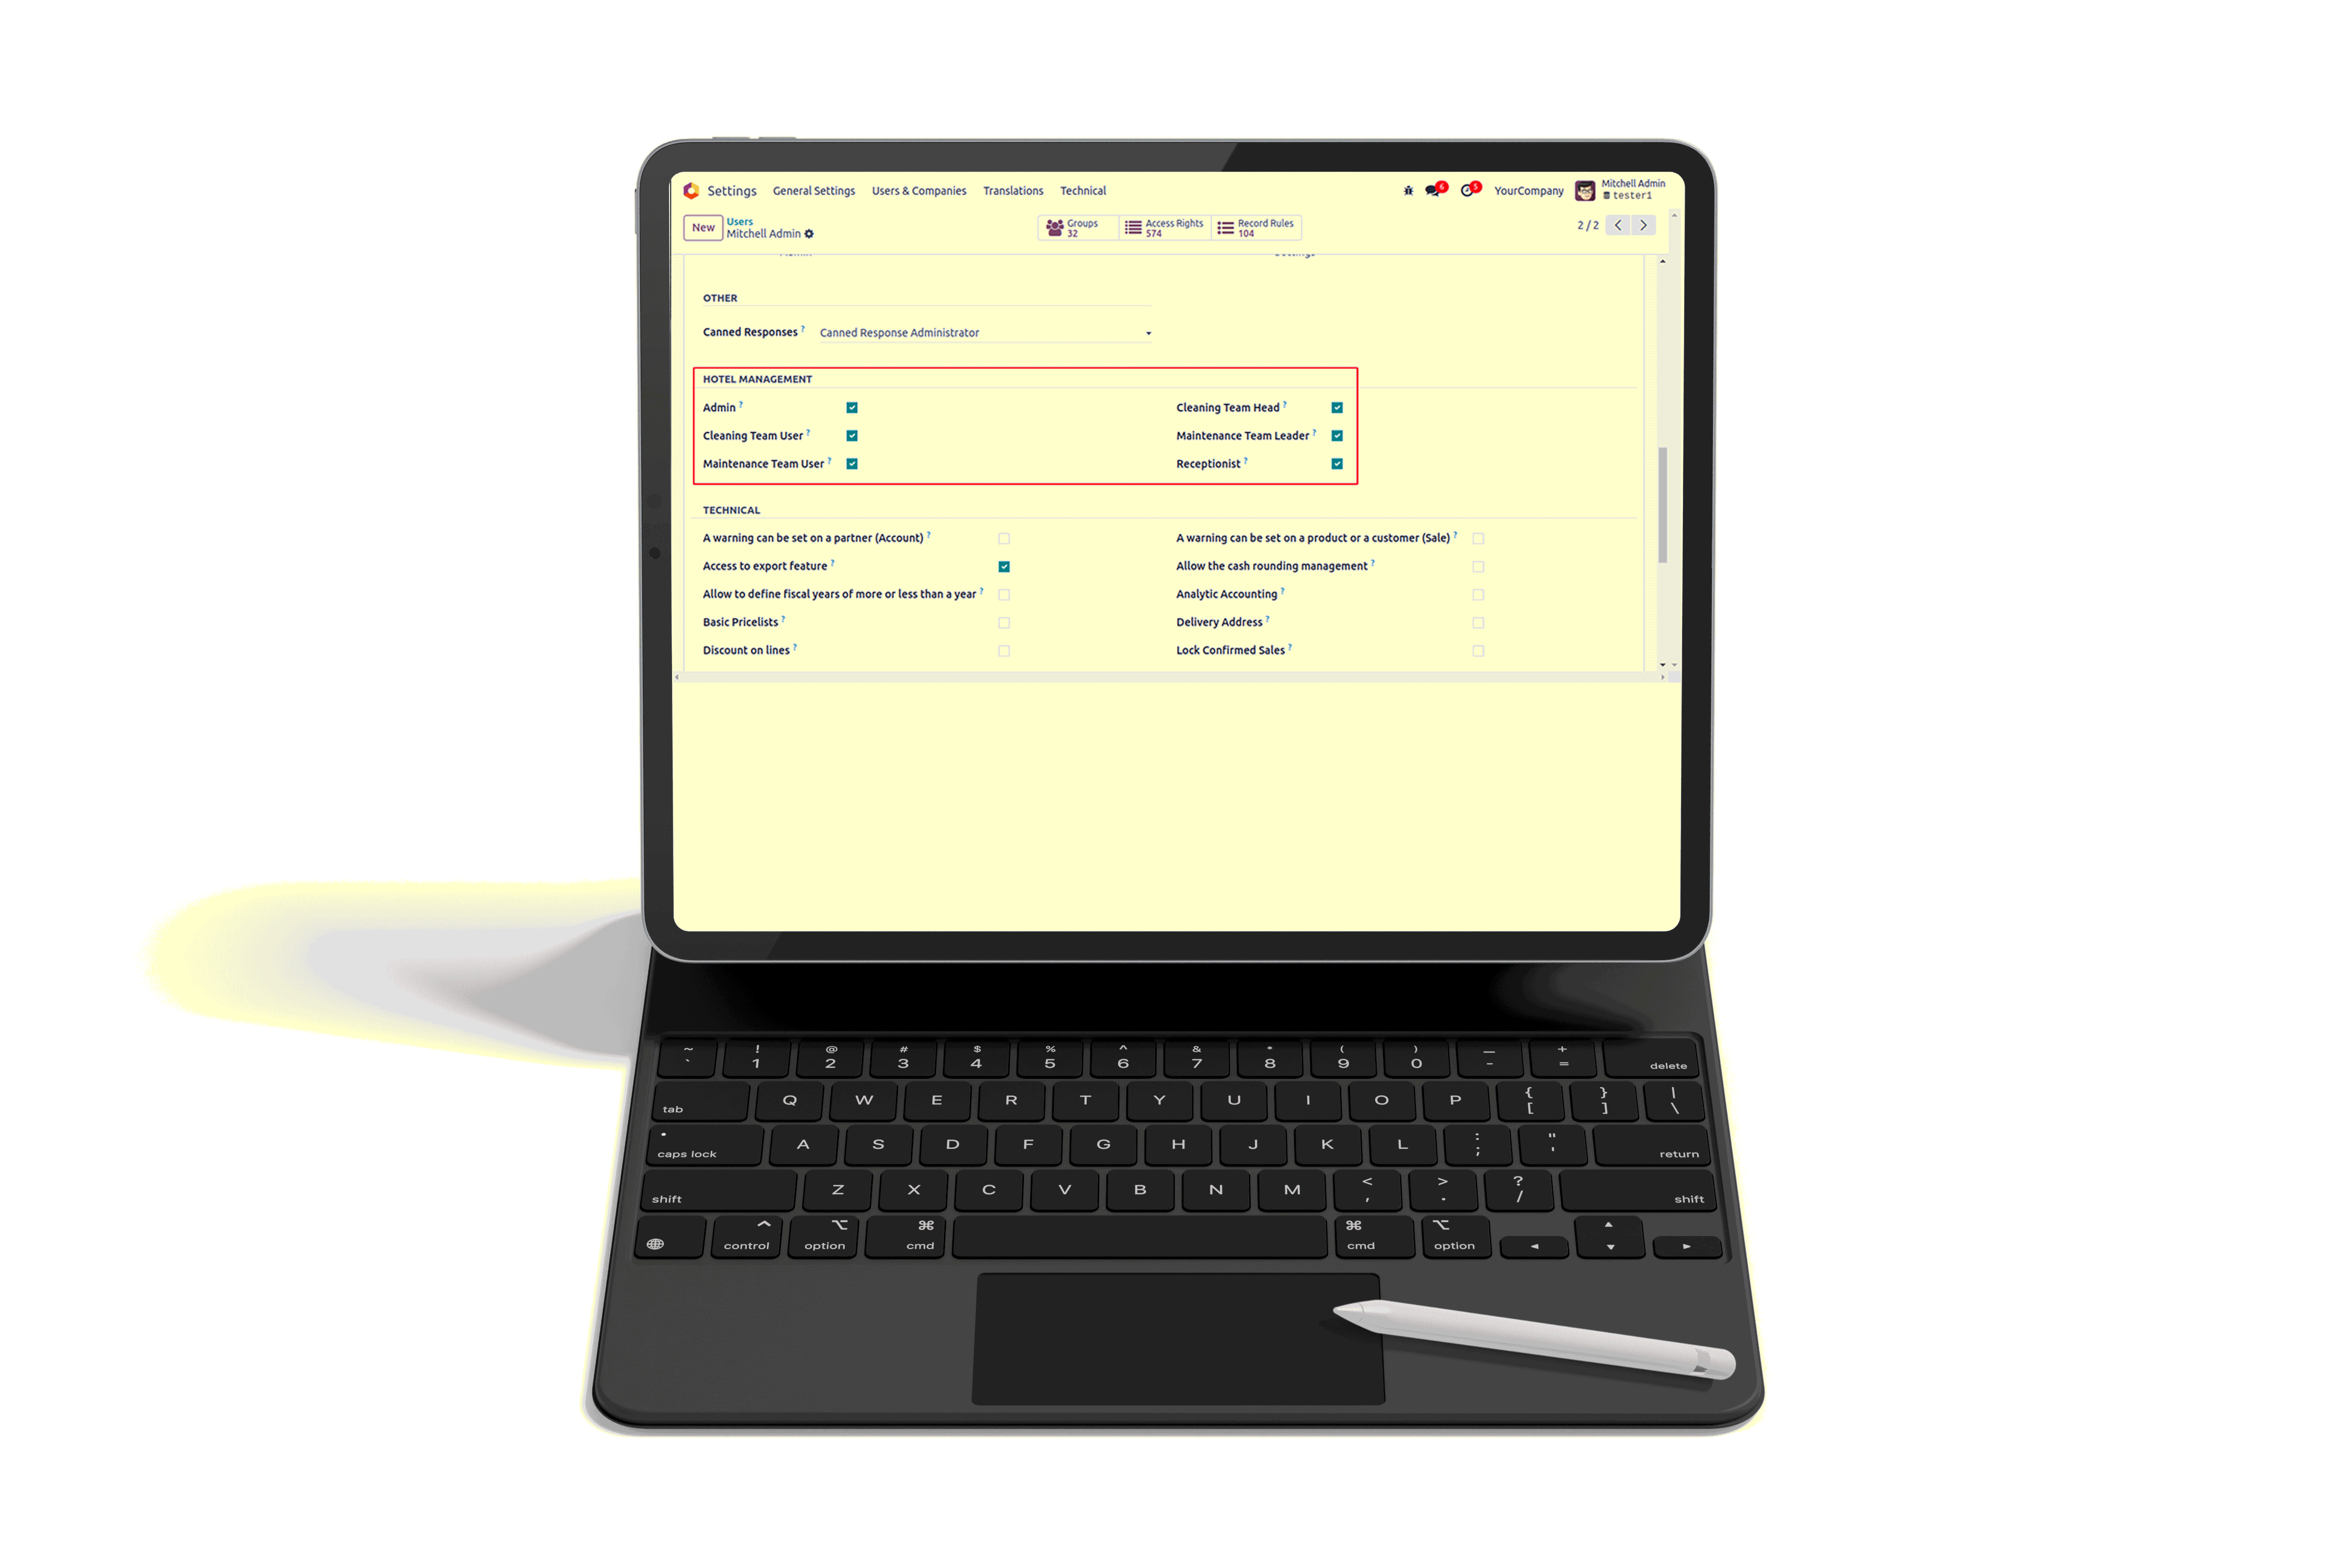 Settings General Settings Users & Companies Translations Technical 6 5 YourCompany Mitchell Admin
tester1
New Users
Mitchell Admin
Groups 32 Access Rights 574 Record Rules 104
2 / 2
OTHER
Canned Responses ? Canned Response Administrator
HOTEL MANAGEMENT
Admin ? Cleaning Team Head ?
Cleaning Team User ? Maintenance Team Leader ?
Maintenance Team User ? Receptionist ?
TECHNICAL
A warning can be set on a partner (Account) ? A warning can be set on a product or a customer (Sale) ?
Access to export feature ? Allow the cash rounding management ?
Allow to define fiscal years of more or less than a year ? Analytic Accounting ?
Basic Pricelists ? Delivery Address ?
Discount on lines ? Lock Confirmed Sales ?
~ ! @ # $ % ^ & * ( ) — +
` 1 2 3 4 5 6 7 8 9 0 - = delete
tab Q W E R T Y U I O P { [ } ] | \
caps lock A S D F G H J K L : ; " ' return
shift Z X C V B N M < , > . ? / shift
control option cmd cmd option